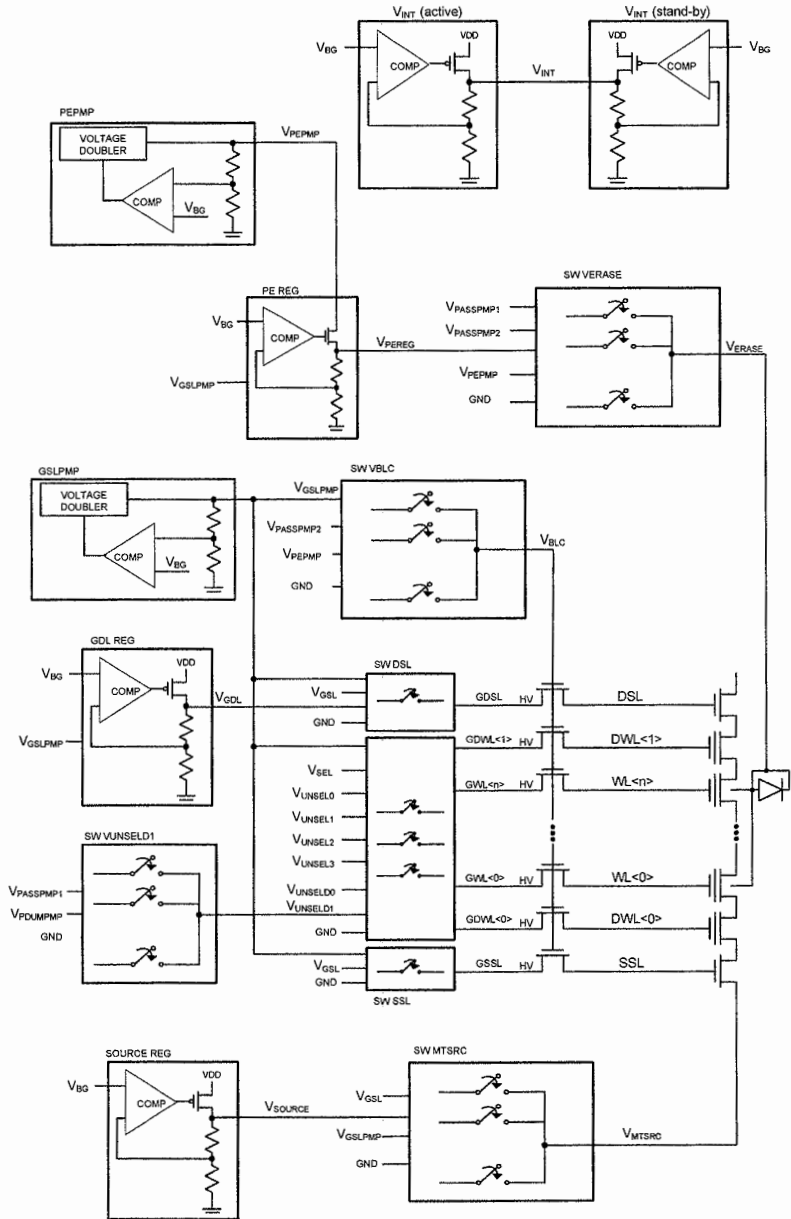 V_INT (active)
V_INT (stand-by)
V_BG
VDD
COMP
V_INT
VDD
COMP
V_BG
PEPMP
VOLTAGE
DOUBLER
V_PEPMP
COMP
V_BG
PE REG
V_BG
COMP
V_GSLPMP
V_PEREG
SW VERASE
V_PASSPMP1
V_PASSPMP2
V_PEPMP
GND
V_ERASE
GSLPMP
VOLTAGE
DOUBLER
COMP
V_BG
SW VBLC
V_GSLPMP
V_PASSPMP2
V_PEPMP
GND
V_BLC
GDL REG
V_BG
COMP
VDD
V_GSLPMP
V_GDL
SW DSL
V_GSL
GND
GDSL
HV
DSL
GDWL<1>
HV
DWL<1>
GWL<n>
HV
WL<n>
V_SEL
V_UNSEL0
V_UNSEL1
V_UNSEL2
V_UNSEL3
V_UNSELD0
V_UNSELD1
GND
SW VUNSELD1
V_PASSPMP1
V_PDUMPMP
GND
GWL<0>
HV
WL<0>
GDWL<0>
HV
DWL<0>
V_GSL
GND
SW SSL
GSSL
HV
SSL
SOURCE REG
V_BG
COMP
VDD
V_SOURCE
SW MTSRC
V_GSL
V_GSLPMP
GND
V_MTSRC